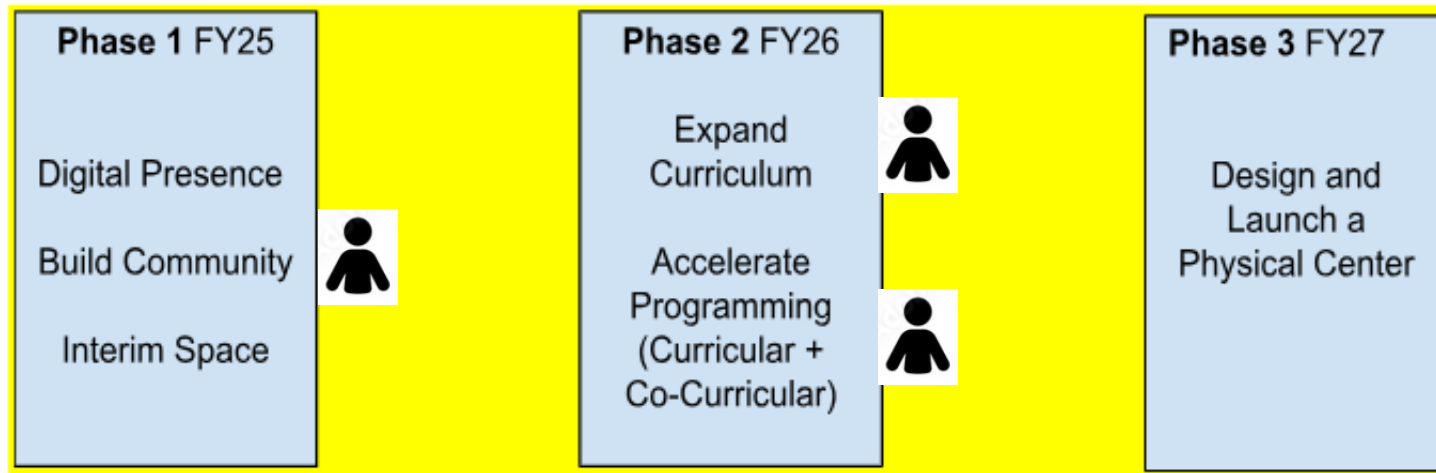 Phase 1 FY25
Digital Presence
Build Community
Interim Space
Phase 2 FY26
Expand
Curriculum
Accelerate
Programming
(Curricular +
Co-Curricular)
Phase 3 FY27
Design and
Launch a
Physical Center